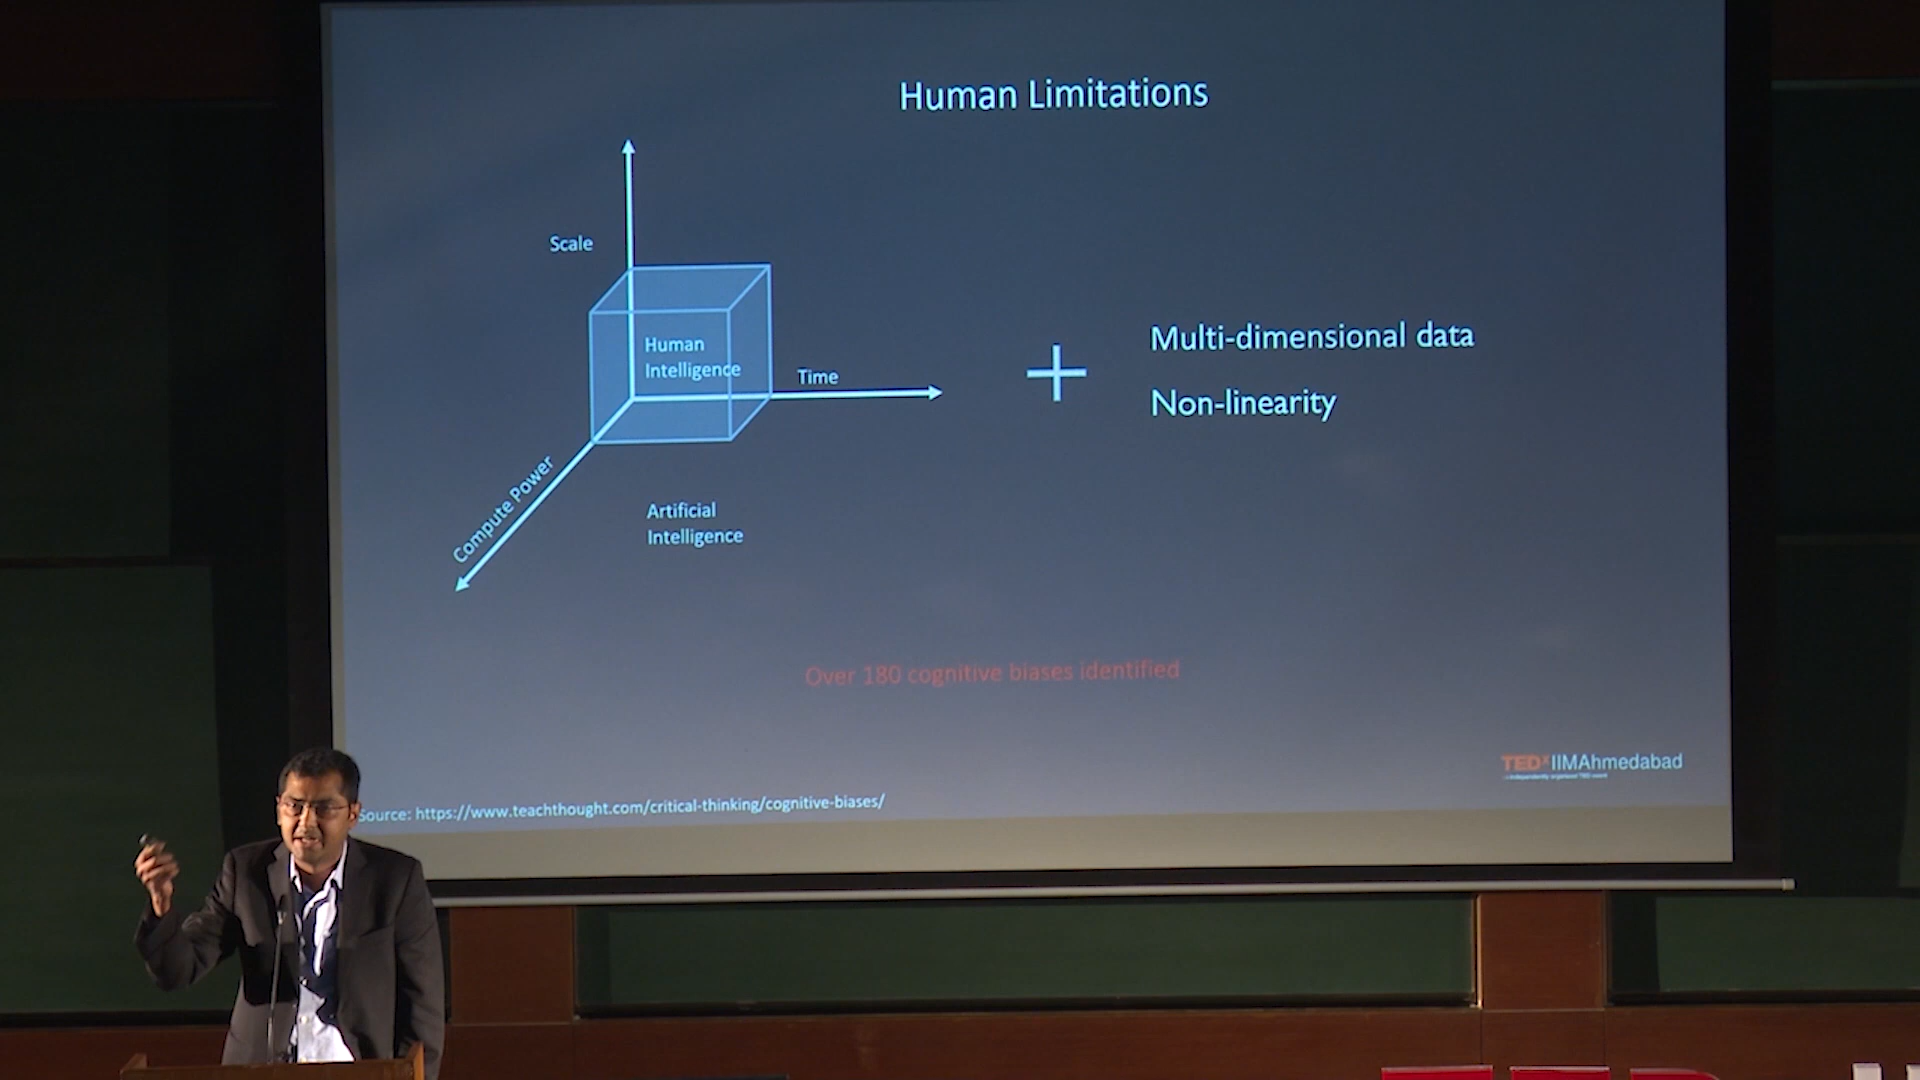 Human Limitations
Scale
Human
Intelligence
Time
Compute Power
Artificial
Intelligence
Multi-dimensional data
Non-linearity
Over 180 cognitive biases identified
TEDxIIMAhmedabad
Source: https://www.teachthought.com/critical-thinking/cognitive-biases/